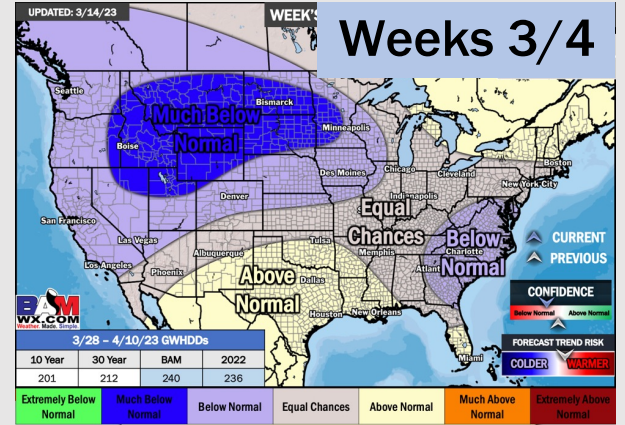 UPDATED: 3/14/23
WEEK'S
Weeks 3/4
Seattle
Bismarck
Much Below
Normal
Minneapolis
Boise
Des Moines
Chicago
Cleveland
Boston
New York City
Denver
Indianapolis
San Francisco
Equal
Chances
Las Vegas
Tulsa
Memphis
Below
Normal
Charlotte
Atlanta
CURRENT
PREVIOUS
Los Angeles
Albuquerque
Phoenix
Above
Normal
Dallas
Houston
New Orleans
Miami
CONFIDENCE
Below Normal Above Normal
FORECAST TREND RISK
COLDER WARMER
BAM
WX.COM
Weather. Made. Simple.
3/28 – 4/10/23 GWHDDs
10 Year 30 Year BAM 2022
201 212 240 236
Extremely Below Normal
Much Below Normal
Below Normal
Equal Chances
Above Normal
Much Above Normal
Extremely Above Normal